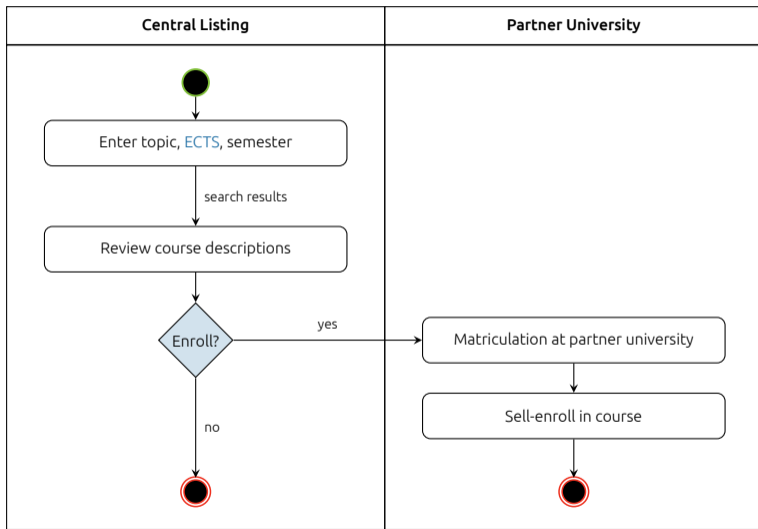 Central Listing
Partner University
Enter topic, ECTS, semester
search results
Review course descriptions
Enroll?
yes
no
Matriculation at partner university
Sell-enroll in course